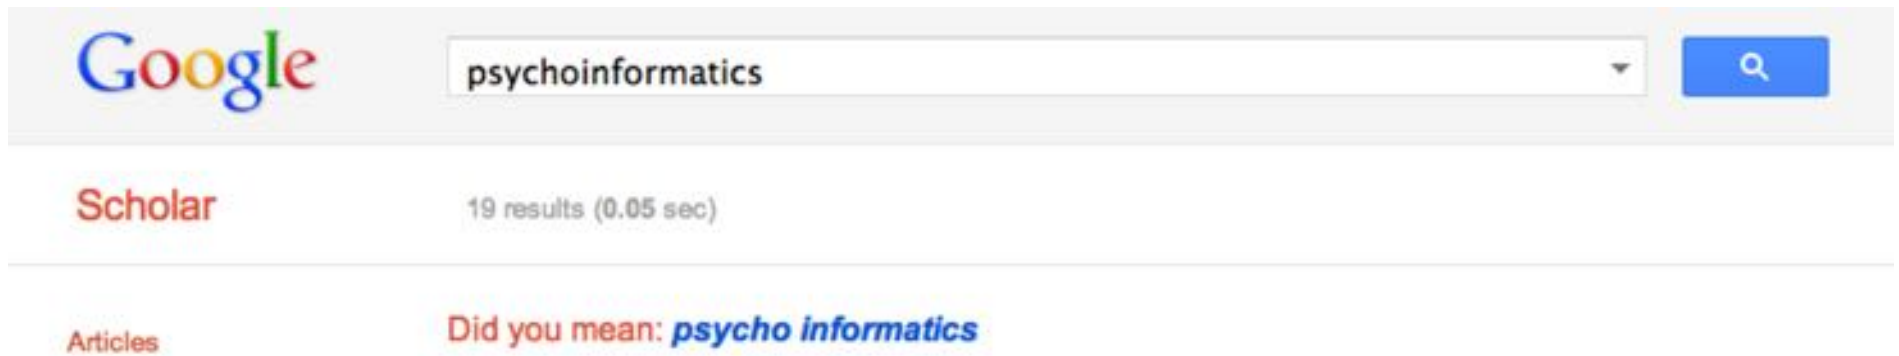 Google psychoinformatics
Scholar 19 results (0.05 sec)
Articles Did you mean: psycho informatics